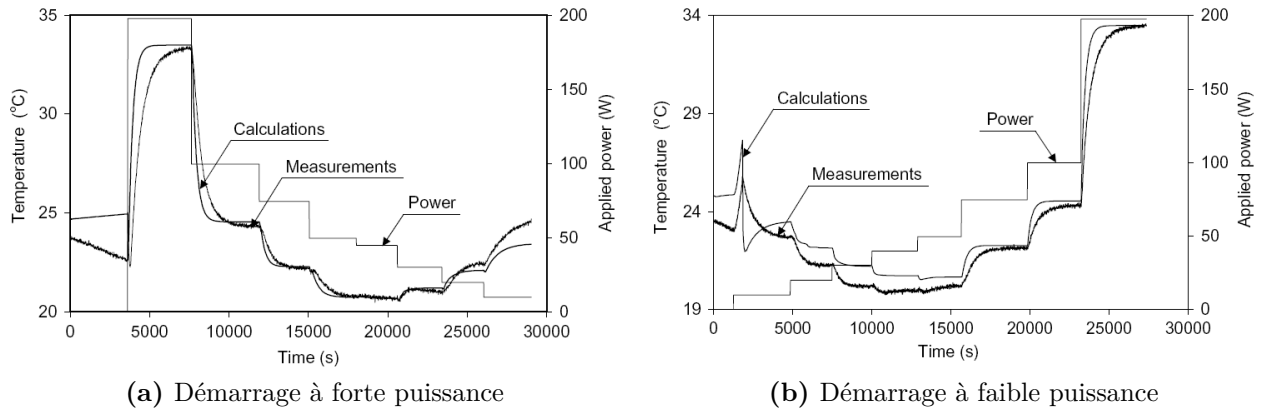 35
30
25
20
Temperature (°C)
200
150
100
50
0
Applied power (W)
Calculations
Measurements
Power
0 5000 10000 15000 20000 25000 30000
Time (s)
(a) Démarrage à forte puissance
34
29
24
19
Temperature (°C)
200
150
100
50
0
Applied power (W)
Calculations
Power
Measurements
0 5000 10000 15000 20000 25000 30000
Time (s)
(b) Démarrage à faible puissance